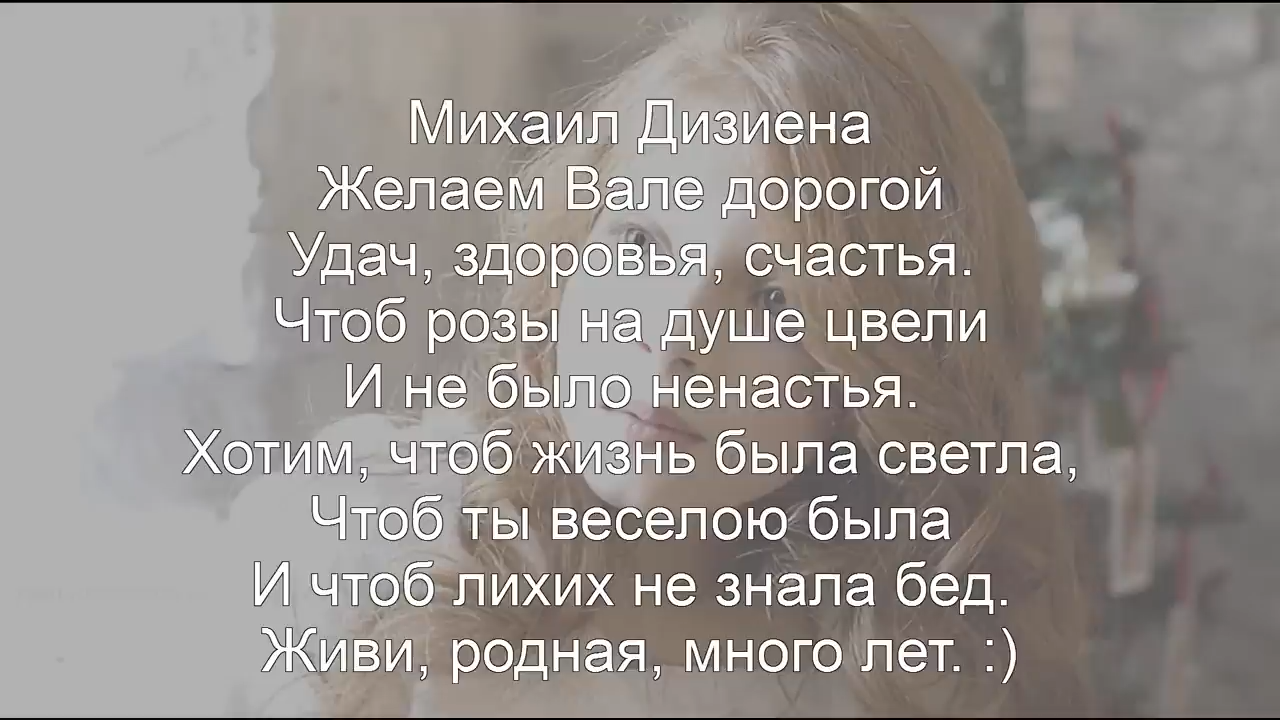 Михаил Дизиена
Желаем Вале дорогой
Удач, здоровья, счастья.
Чтоб розы на душе цвели
И не было ненастья.
Хотим, чтоб жизнь была светла,
Чтоб ты веселою была
И чтоб лихих не знала бед.
Живи, родная, много лет. :)